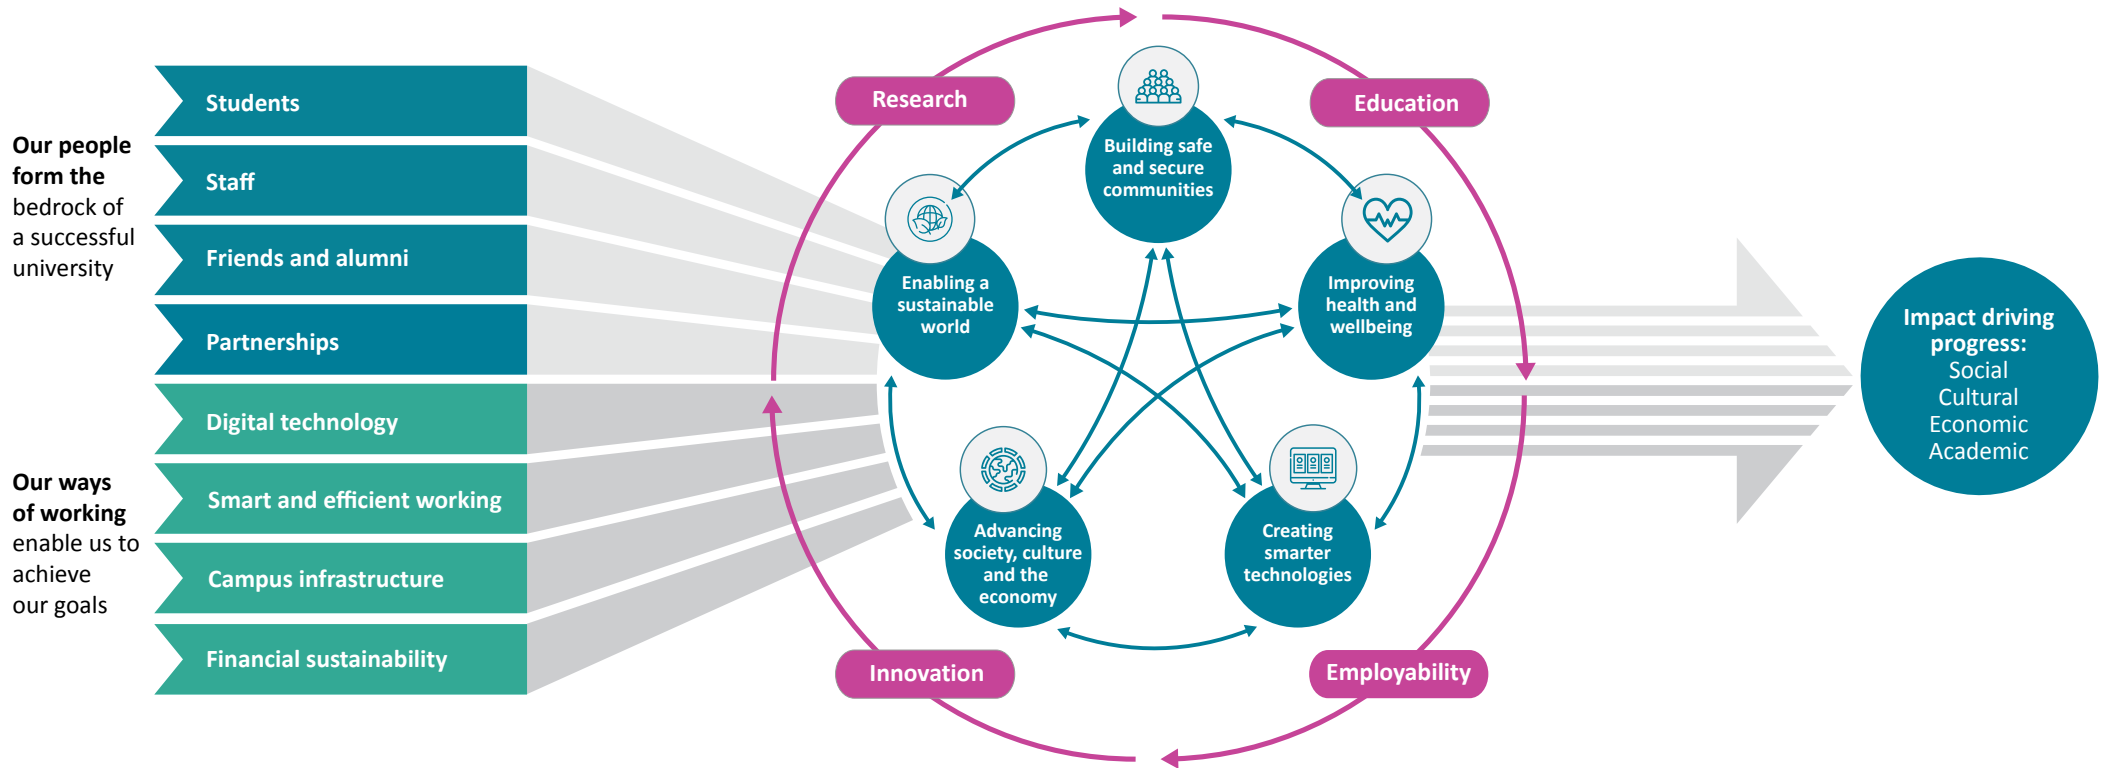 Our people
form the
bedrock of
a successful
university
Students
Staff
Friends and alumni
Partnerships
Our ways
of working
enable us to
achieve
our goals
Digital technology
Smart and efficient working
Campus infrastructure
Financial sustainability
Research
Education
Innovation
Employability
Building safe
and secure
communities
Enabling a
sustainable
world
Improving
health and
wellbeing
Advancing
society, culture
and the
economy
Creating
smarter
technologies
Impact driving
progress:
Social
Cultural
Economic
Academic